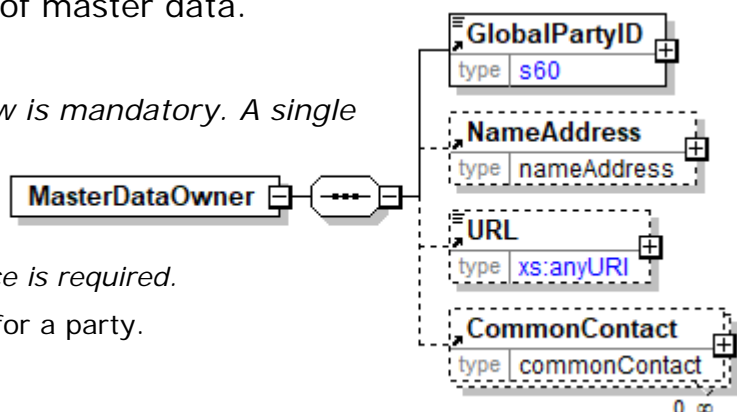 of master data.
GlobalPartyID
type s60
w is mandatory. A single
NameAddress
type nameAddress
MasterDataOwner
URL
type xs:anyURI
ce is required.
for a party.
CommonContact
type commonContact